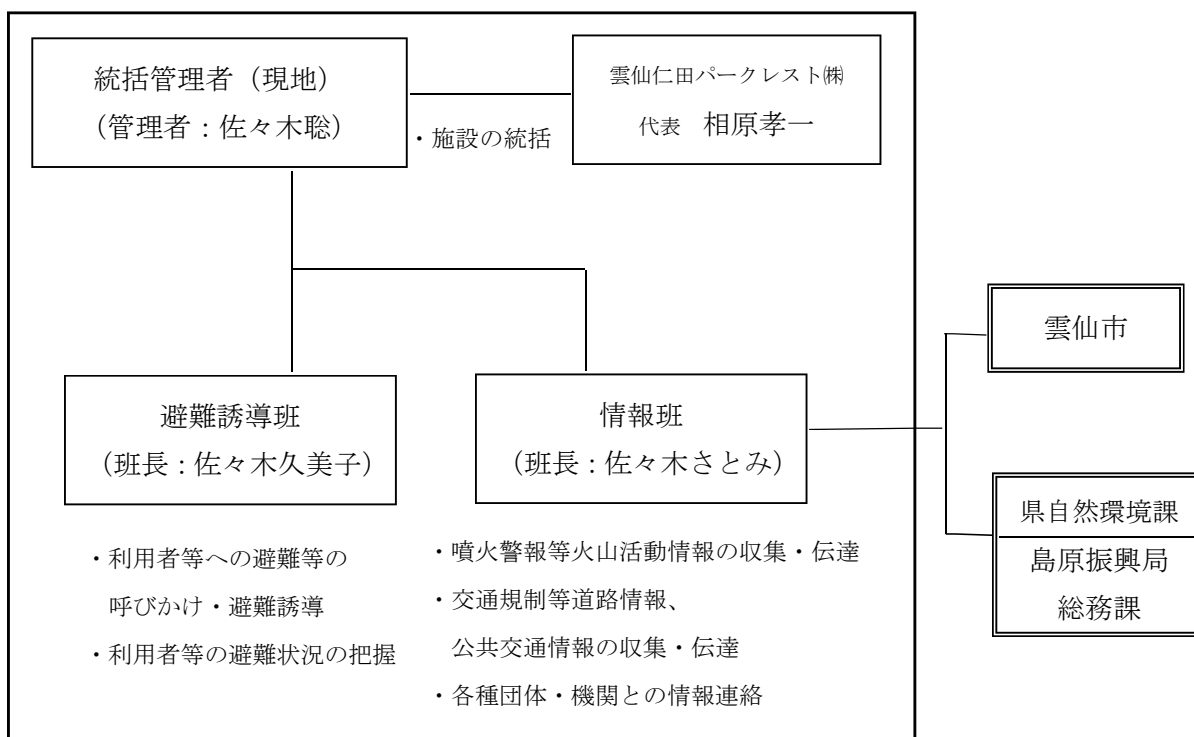 統括管理者（現地）
（管理者：佐々木聡）
・施設の統括
雲仙仁田パークレスト㈱
代表　相原孝一
避難誘導班
（班長：佐々木久美子）
・利用者等への避難等の
呼びかけ・避難誘導
・利用者等の避難状況の把握
情報班
（班長：佐々木さとみ）
・噴火警報等火山活動情報の収集・伝達
・交通規制等道路情報、
公共交通情報の収集・伝達
・各種団体・機関との情報連絡
雲仙市
県自然環境課
島原振興局
総務課